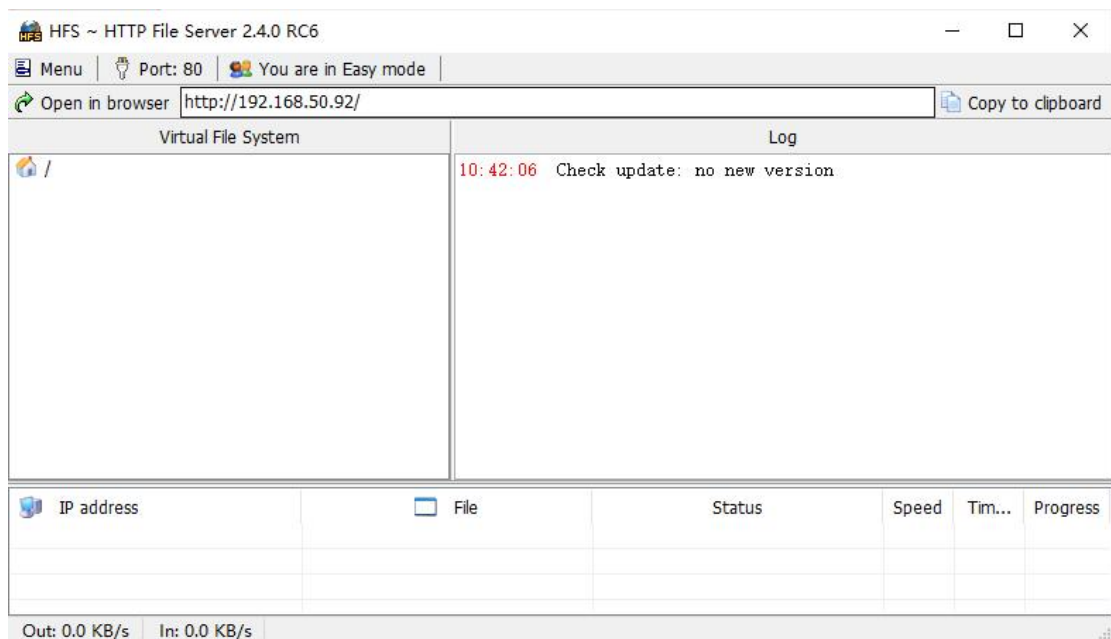 HFS ~ HTTP File Server 2.4.0 RC6
Menu Port: 80 You are in Easy mode
Open in browser http://192.168.50.92/ Copy to clipboard
Virtual File System Log
/ 10:42:06 Check update: no new version
IP address File Status Speed Tim... Progress
Out: 0.0 KB/s In: 0.0 KB/s